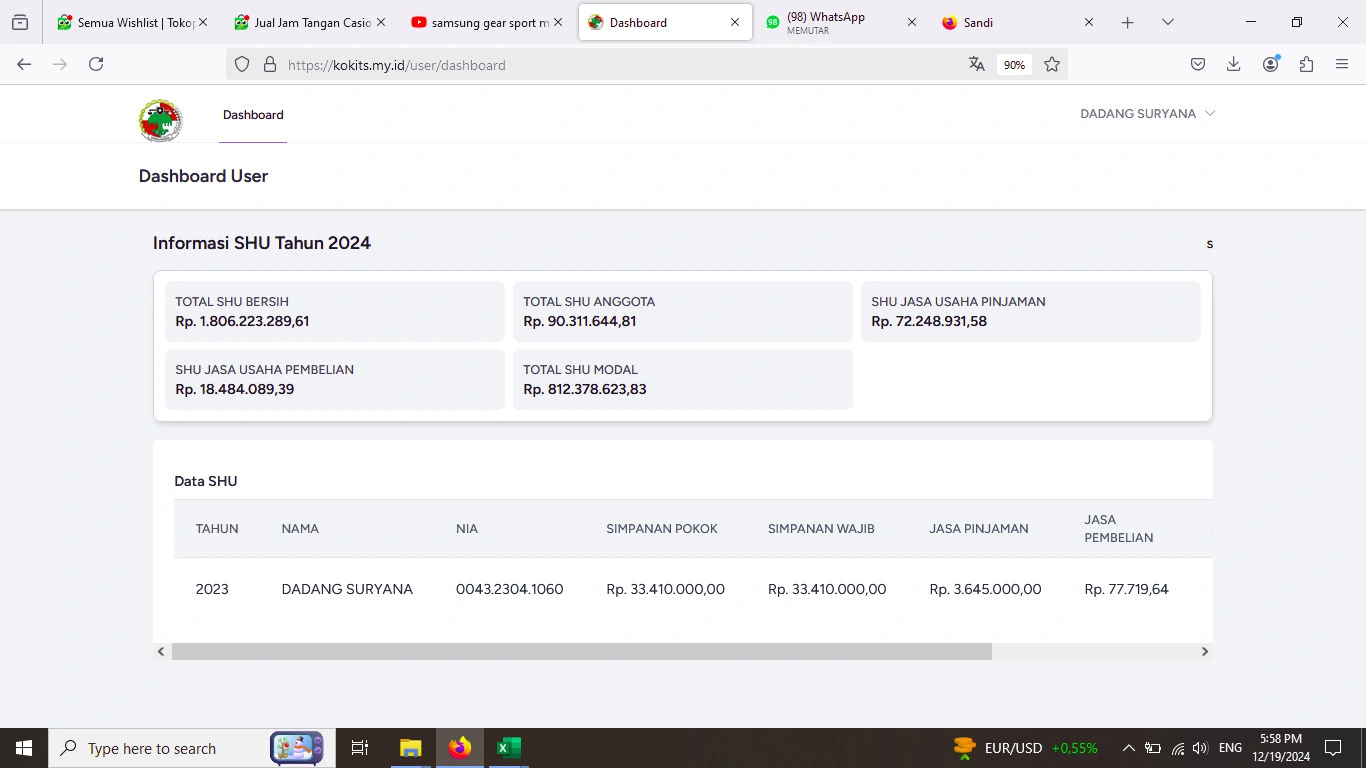 Semua Wishlist | Tokop
Jual Jam Tangan Casio
samsung gear sport m
Dashboard
98
(98) WhatsApp
MEMUTAR
Sandi
https://kokits.my.id/user/dashboard
90%
Dashboard
DADANG SURYANA
Dashboard User
Informasi SHU Tahun 2024
s
TOTAL SHU BERSIH
Rp. 1.806.223.289,61
TOTAL SHU ANGGOTA
Rp. 90.311.644,81
SHU JASA USAHA PINJAMAN
Rp. 72.248.931,58
SHU JASA USAHA PEMBELIAN
Rp. 18.484.089,39
TOTAL SHU MODAL
Rp. 812.378.623,83
Data SHU
TAHUN NAMA NIA SIMPANAN POKOK SIMPANAN WAJIB JASA PINJAMAN JASA
PEMBELIAN
2023 DADANG SURYANA 0043.2304.1060 Rp. 33.410.000,00 Rp. 33.410.000,00 Rp. 3.645.000,00 Rp. 77.719,64
Type here to search
EUR/USD +0,55%
ENG
5:58 PM
12/19/2024